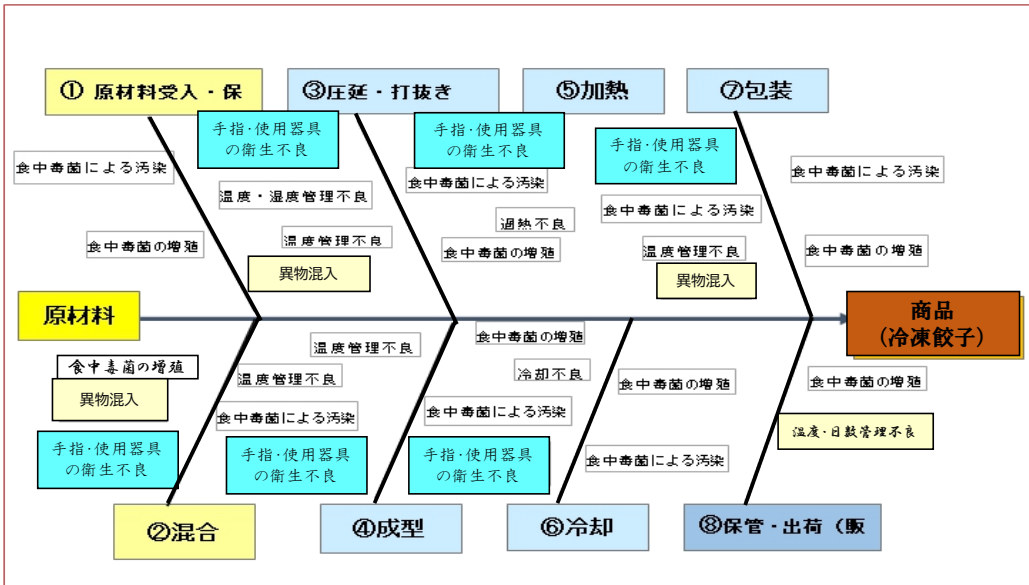 ① 原材料受入・保
③圧延・打抜き
⑤加熱
⑦包装
手指・使用器具
の衛生不良
手指・使用器具
の衛生不良
手指・使用器具
の衛生不良
食中毒菌による汚染
食中毒菌による汚染
食中毒菌による汚染
温度・湿度管理不良
過熱不良
食中毒菌による汚染
食中毒菌の増殖
温度管理不良
食中毒菌の増殖
温度管理不良
食中毒菌の増殖
異物混入
異物混入
原材料
商品
(冷凍餃子)
食中毒菌の増殖
温度管理不良
食中毒菌の増殖
温度管理不良
冷却不良
食中毒菌の増殖
食中毒菌の増殖
異物混入
食中毒菌による汚染
食中毒菌による汚染
温度・日数管理不良
手指・使用器具
の衛生不良
手指・使用器具
の衛生不良
手指・使用器具
の衛生不良
食中毒菌による汚染
②混合
④成型
⑥冷却
⑧保管・出荷(販